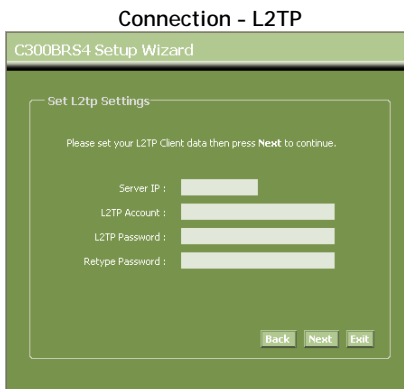 Connection - L2TP
C300BRS4 Setup Wizard
Set L2tp Settings
Please set your L2TP Client data then press Next to continue.
Server IP :
L2TP Account :
L2TP Password :
Retype Password :
Back Next Exit